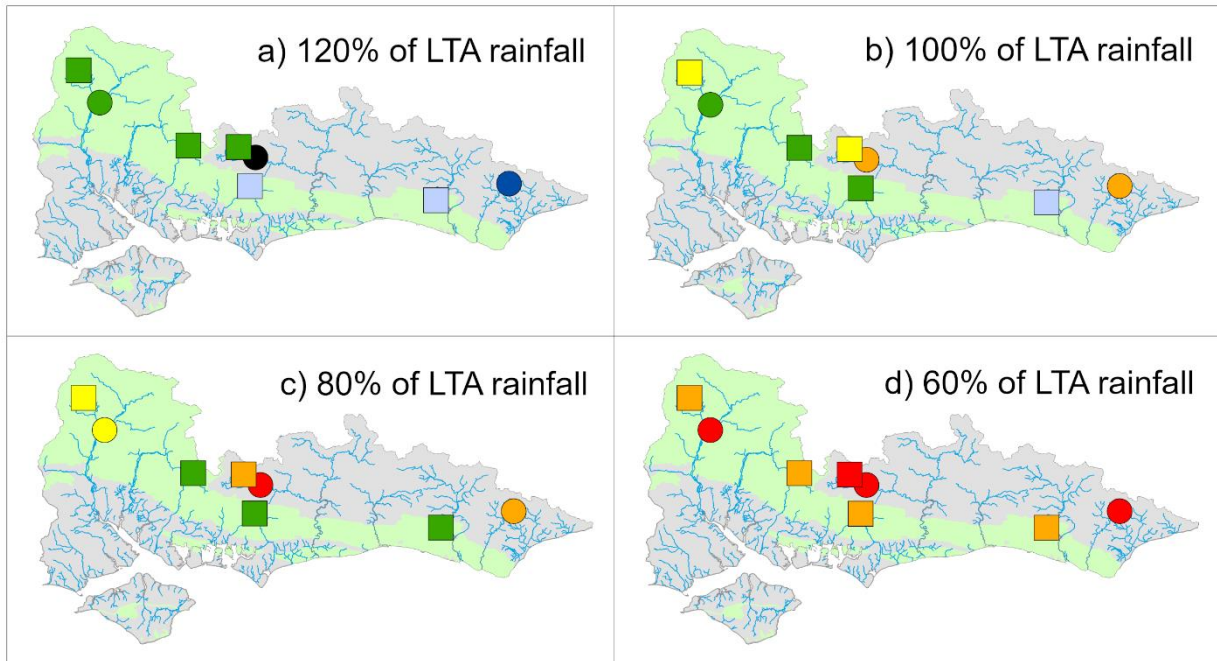 a) 120% of LTA rainfall
b) 100% of LTA rainfall
c) 80% of LTA rainfall
d) 60% of LTA rainfall